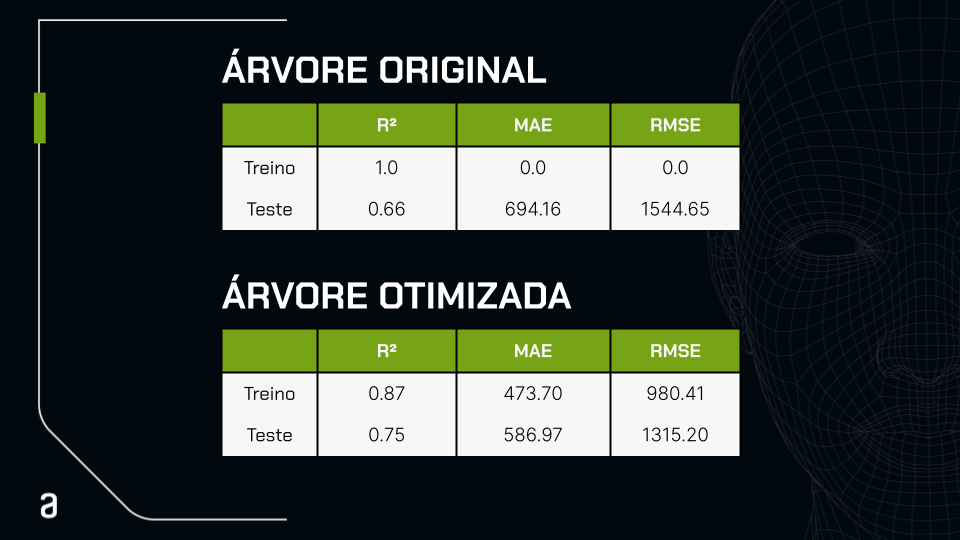 ÁRVORE ORIGINAL
R² MAE RMSE
Treino 1.0 0.0 0.0
Teste 0.66 694.16 1544.65
ÁRVORE OTIMIZADA
R² MAE RMSE
Treino 0.87 473.70 980.41
Teste 0.75 586.97 1315.20
a